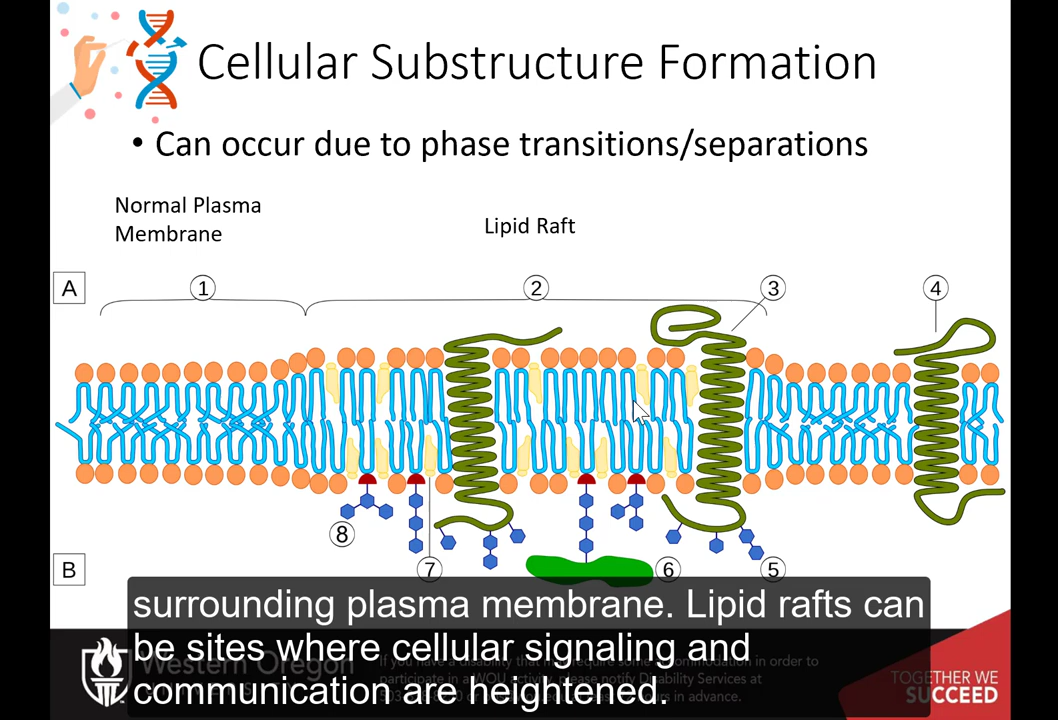 Cellular Substructure Formation
• Can occur due to phase transitions/separations
Normal Plasma
Membrane
Lipid Raft
A
1
2
3
4
8
7
6
5
B
surrounding plasma membrane. Lipid rafts can
be sites where cellular signaling and
communication are heightened.
Western Oregon
If you have a disability that may require some accommodation in order to
participate in a WOU activity, please notify Disability Services at
in advance.
TOGETHER WE
SUCCEED